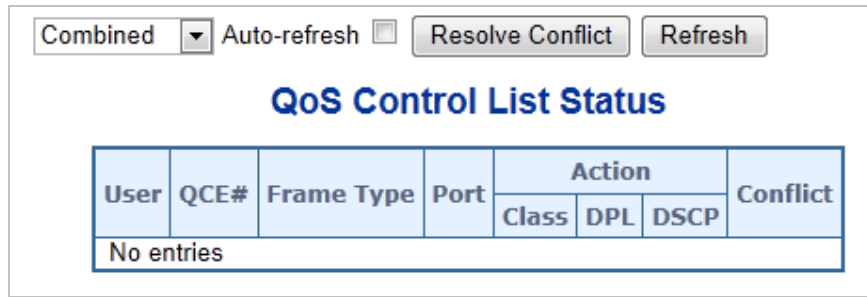 Combined Auto-refresh Resolve Conflict Refresh
QoS Control List Status
User QCE# Frame Type Port Action Conflict
Class DPL DSCP
No entries